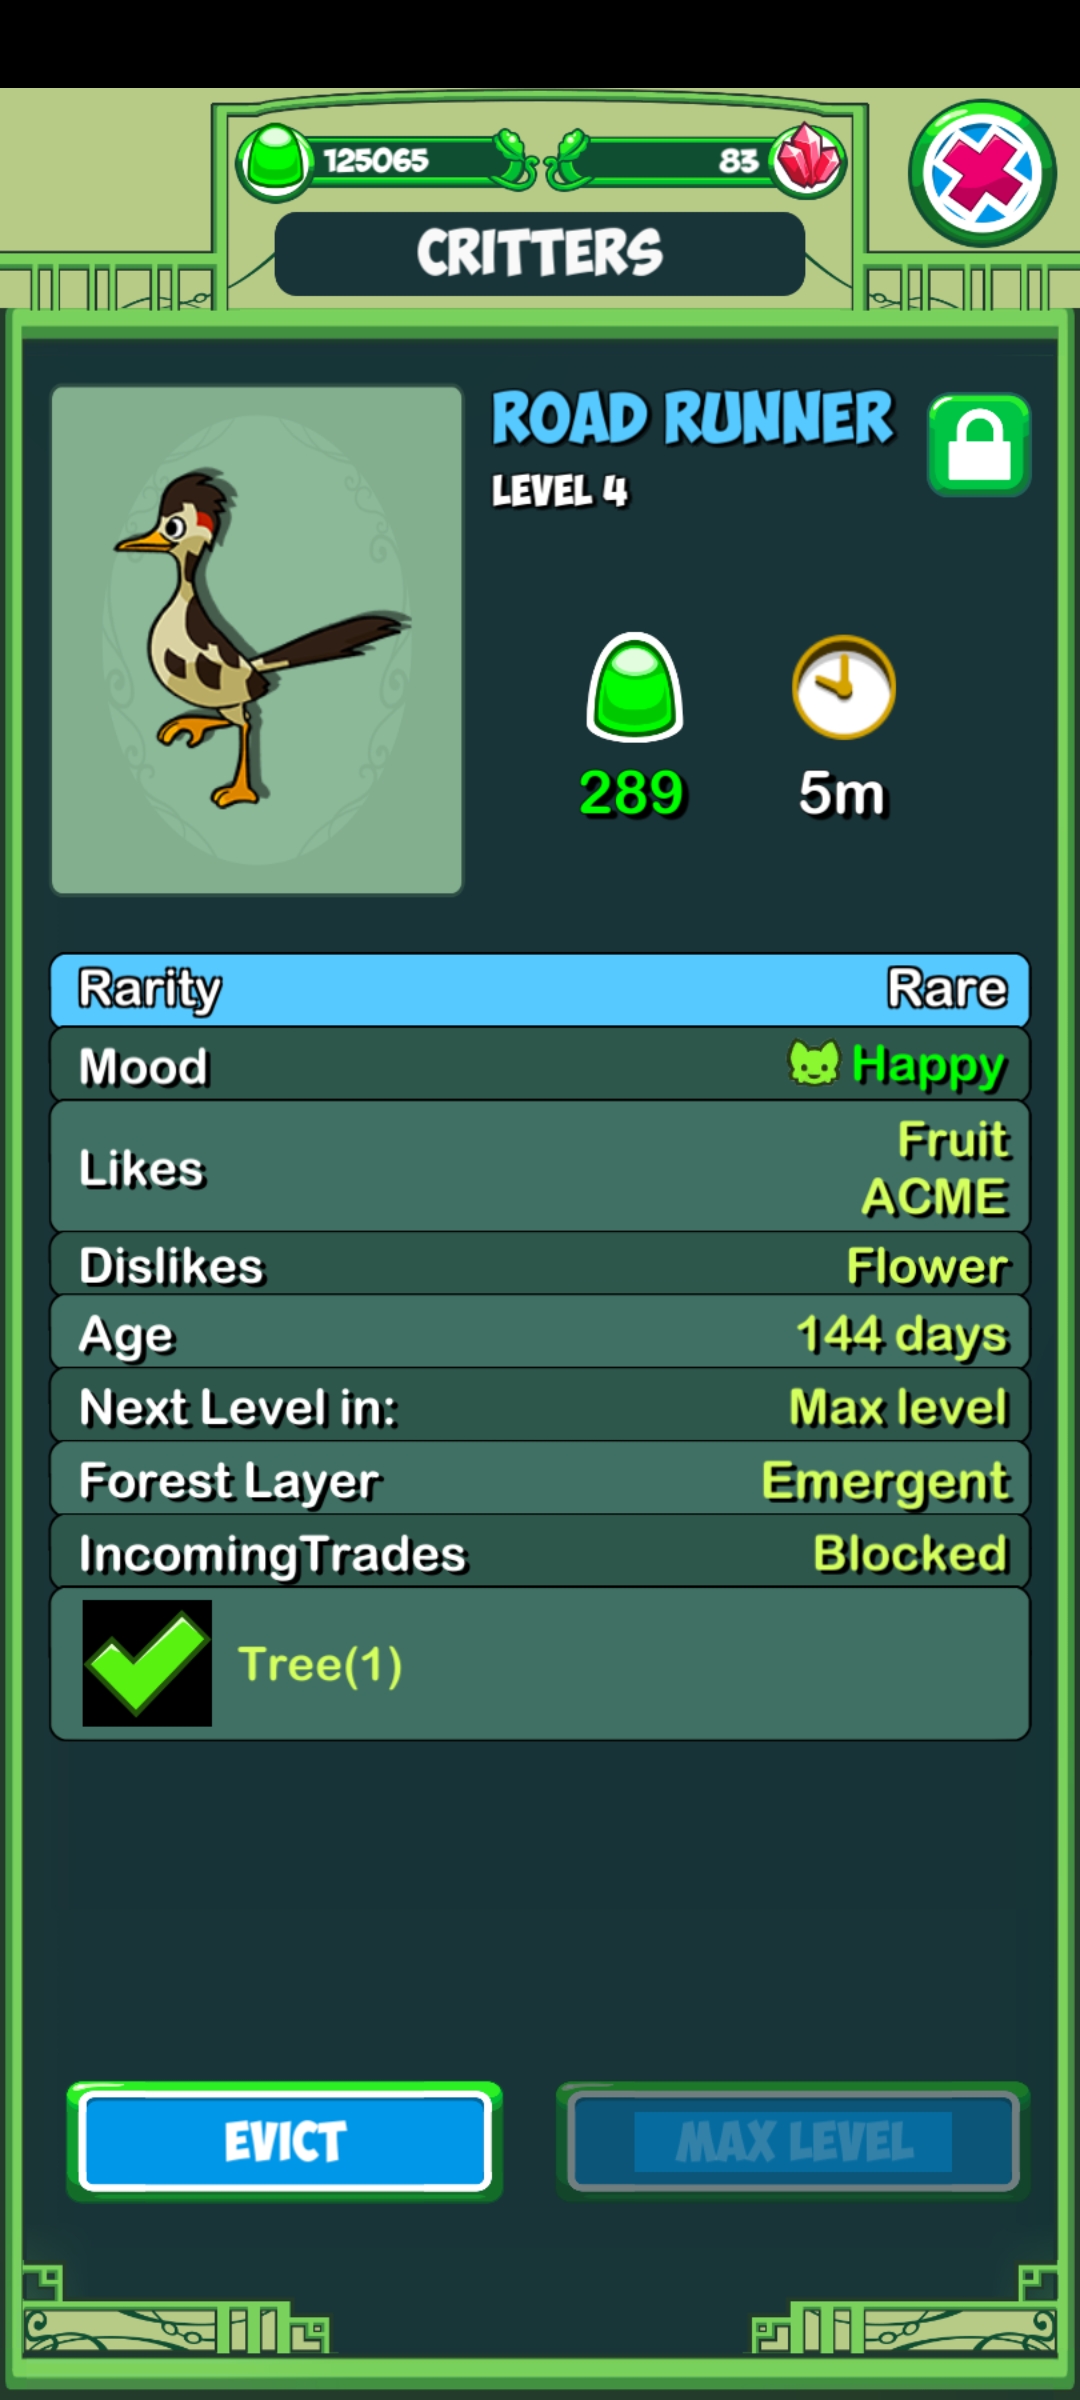 125065
83
CRITTERS
ROAD RUNNER
LEVEL 4
289
5m
Rarity Rare
Mood Happy
Likes Fruit
ACME
Dislikes Flower
Age 144 days
Next Level in: Max level
Forest Layer Emergent
IncomingTrades Blocked
Tree(1)
EVICT
MAX LEVEL